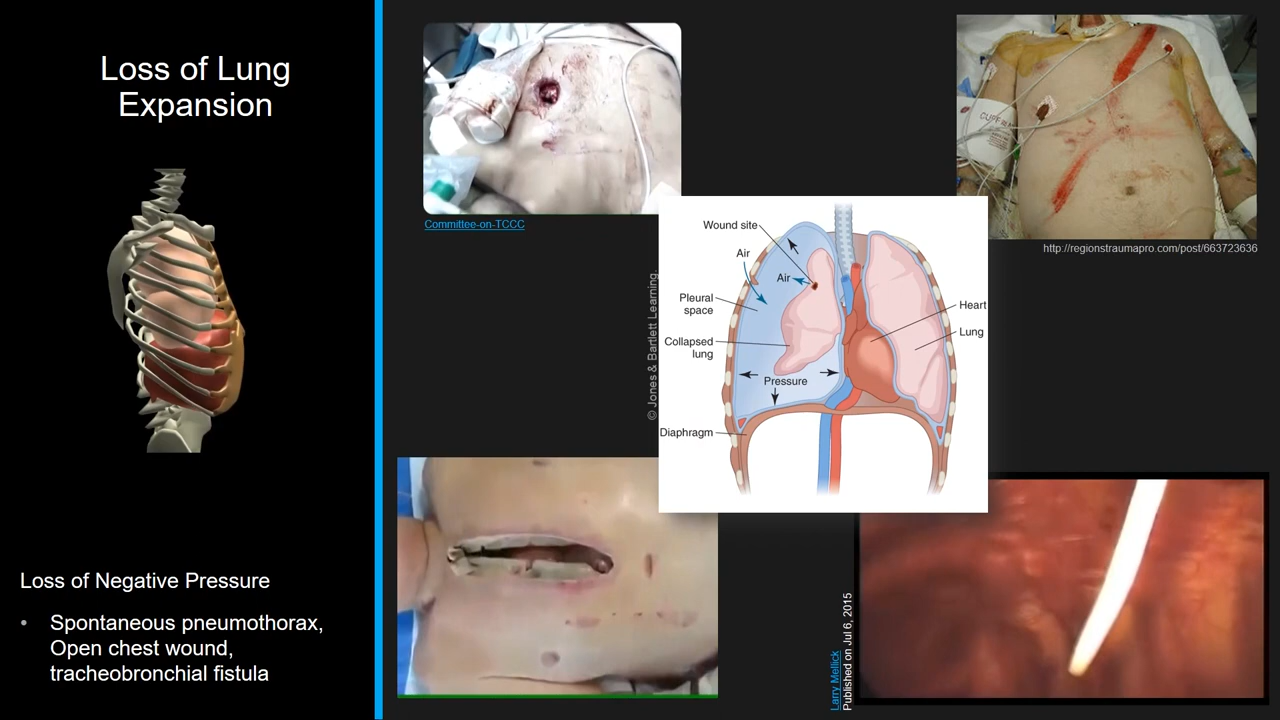 Loss of Lung
Expansion
Loss of Negative Pressure
• Spontaneous pneumothorax,
Open chest wound,
tracheobronchial fistula
Committee-on-TCCC
http://regionstraumapro.com/post/663723636
© Jones & Bartlett Learning.
Wound site
Air
Air
Pleural
space
Collapsed
lung
Pressure
Diaphragm
Heart
Lung
Larry Mellick
Published on Jul 6, 2015